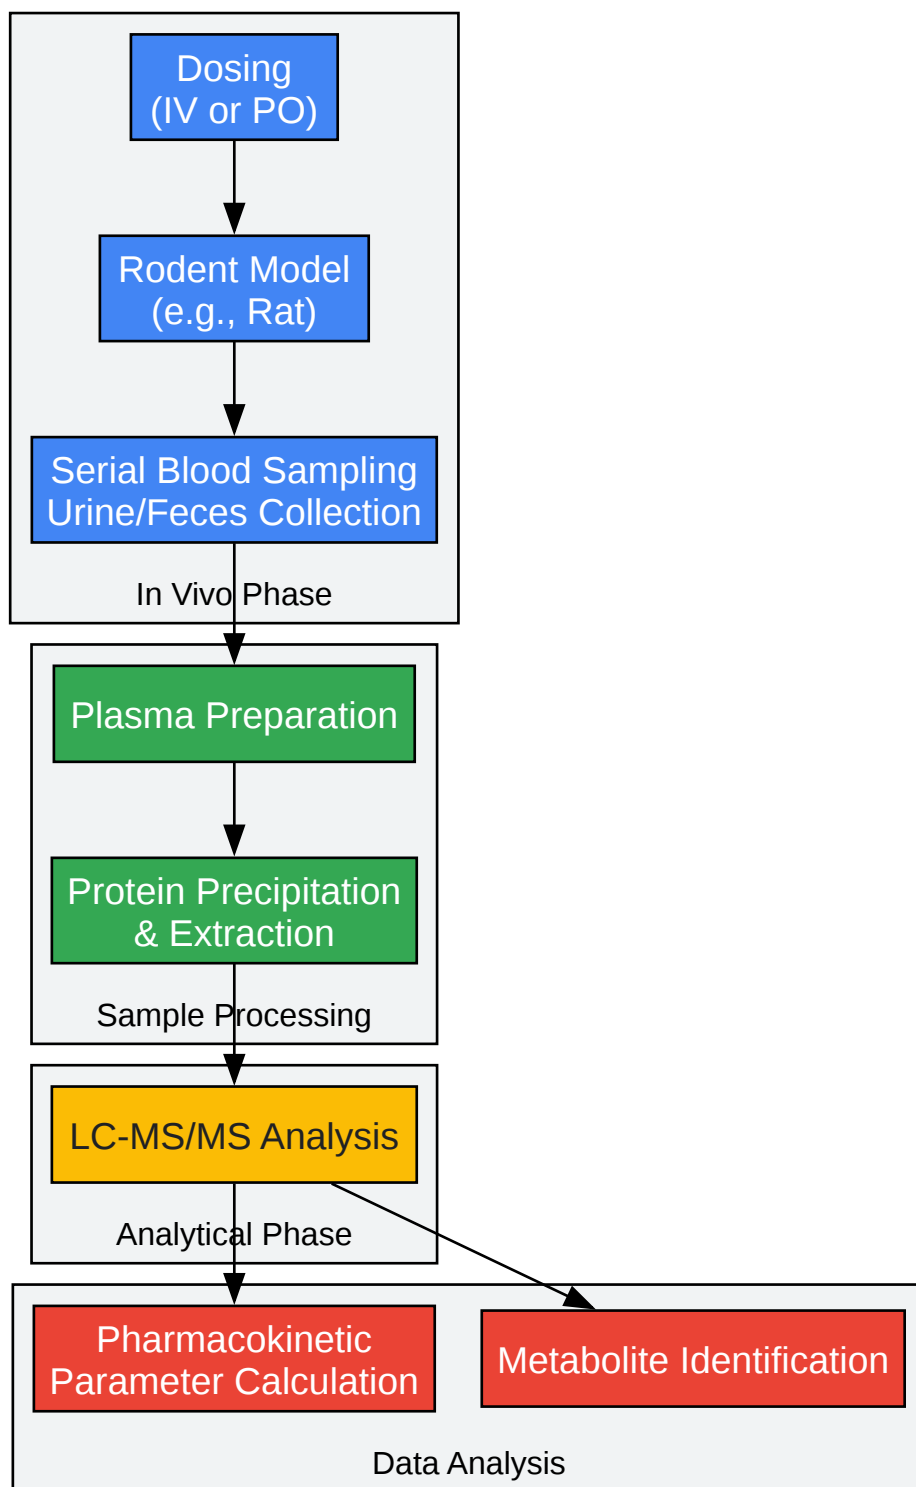 Dosing
(IV or PO)
Rodent Model
(e.g., Rat)
Serial Blood Sampling
Urine/Feces Collection
In Vivo Phase
Plasma Preparation
Protein Precipitation
& Extraction
Sample Processing
LC-MS/MS Analysis
Analytical Phase
Pharmacokinetic
Parameter Calculation
Metabolite Identification
Data Analysis